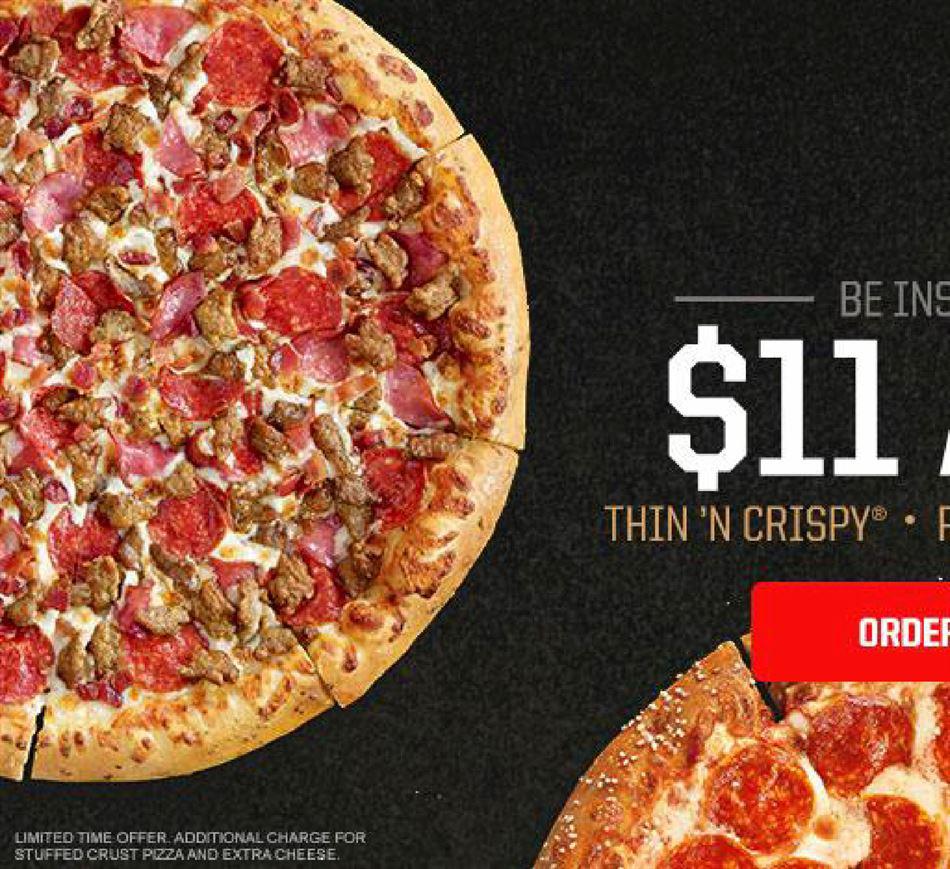 BE INS
$11
THIN 'N CRISPY® •
ORDER
LIMITED TIME OFFER. ADDITIONAL CHARGE FOR
STUFFED CRUST PIZZA AND EXTRA CHEESE.